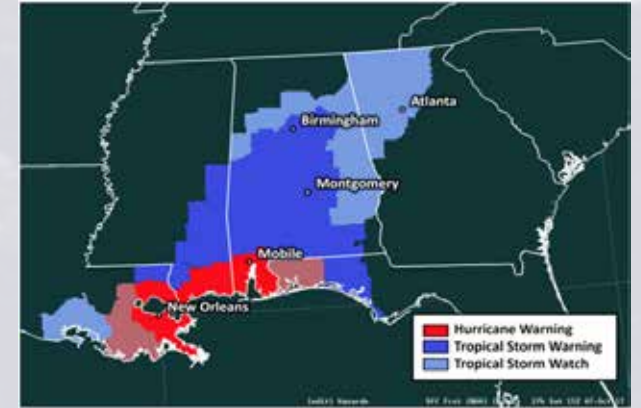 Atlanta
Birmingham
Montgomery
Mobile
New Orleans
Hurricane Warning
Tropical Storm Warning
Tropical Storm Watch